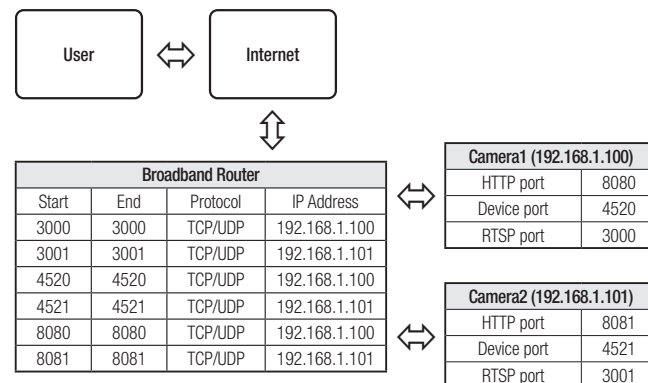 User
Internet
Broadband Router
Start End Protocol IP Address
3000 3000 TCP/UDP 192.168.1.100
3001 3001 TCP/UDP 192.168.1.101
4520 4520 TCP/UDP 192.168.1.100
4521 4521 TCP/UDP 192.168.1.101
8080 8080 TCP/UDP 192.168.1.100
8081 8081 TCP/UDP 192.168.1.101
Camera1 (192.168.1.100)
HTTP port 8080
Device port 4520
RTSP port 3000
Camera2 (192.168.1.101)
HTTP port 8081
Device port 4521
RTSP port 3001